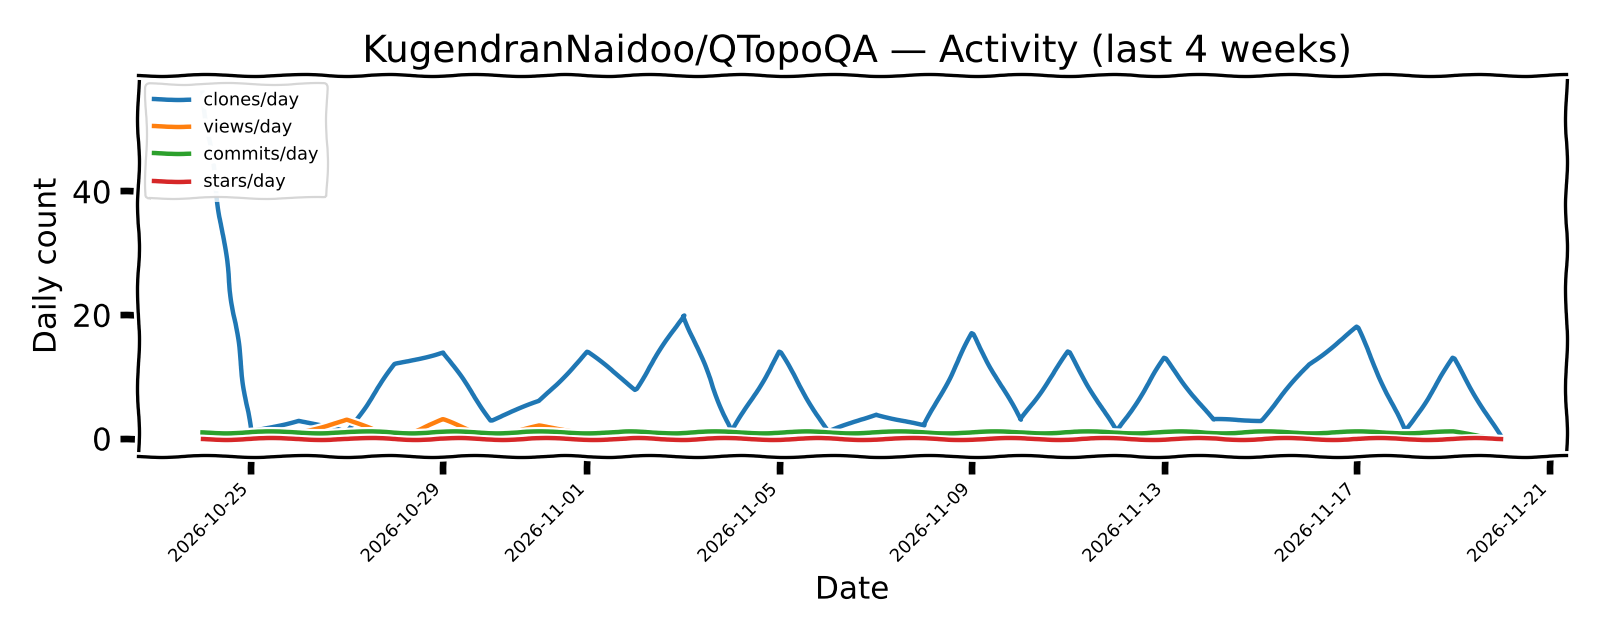 KugendranNaidoo/QTopoQA — Activity (last 4 weeks)
clones/day
views/day
commits/day
stars/day
Daily count
40
20
0
2026-10-25
2026-10-29
2026-11-01
2026-11-05
2026-11-09
2026-11-13
2026-11-17
2026-11-21
Date